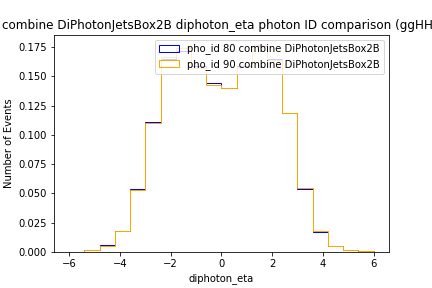 combine DiPhotonJetsBox2B diphoton_eta photon ID comparison (ggHH
pho_id 80 combine DiPhotonJetsBox2B
pho_id 90 combine DiPhotonJetsBox2B
Number of Events
0.175
0.150
0.125
0.100
0.075
0.050
0.025
0.000
−6 −4 −2 0 2 4 6
diphoton_eta